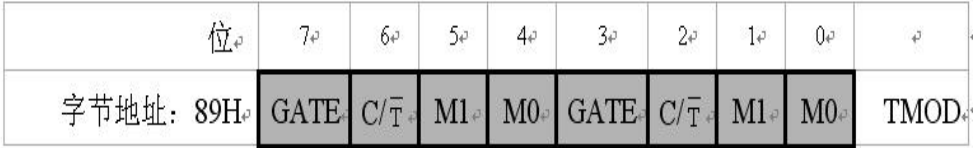 位 7 6 5 4 3 2 1 0
字节地址：89H GATE C/T̅ M1 M0 GATE C/T̅ M1 M0 TMOD